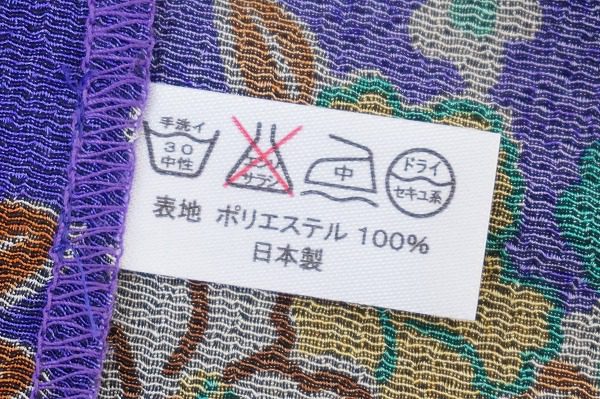 手洗イ
30
中性
エンソ
サラシ
中
ドライ
セキユ系
表地 ポリエステル 100%
日本製